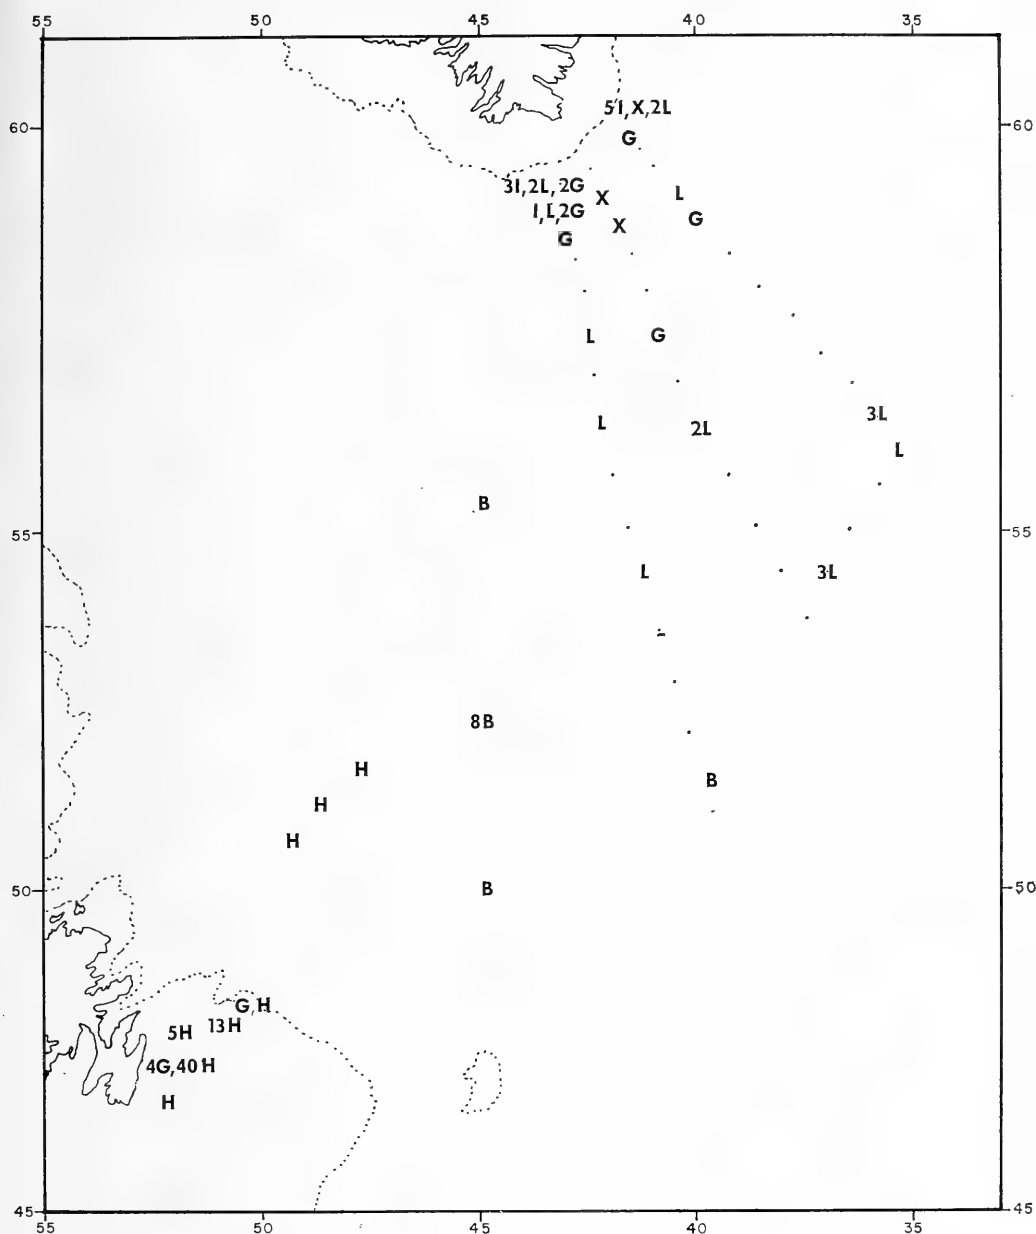 55 50 45 40 35
5I,X,2L
60 G 60
3I,2L,2G X L
I,L,2G X G
G
L G
3L
L 2L
L
B
55 55
L 3L
8B
H B
H
H
50 B 50
G,H
13H
5H
4G,40H
H
45 45
55 50 45 40 35